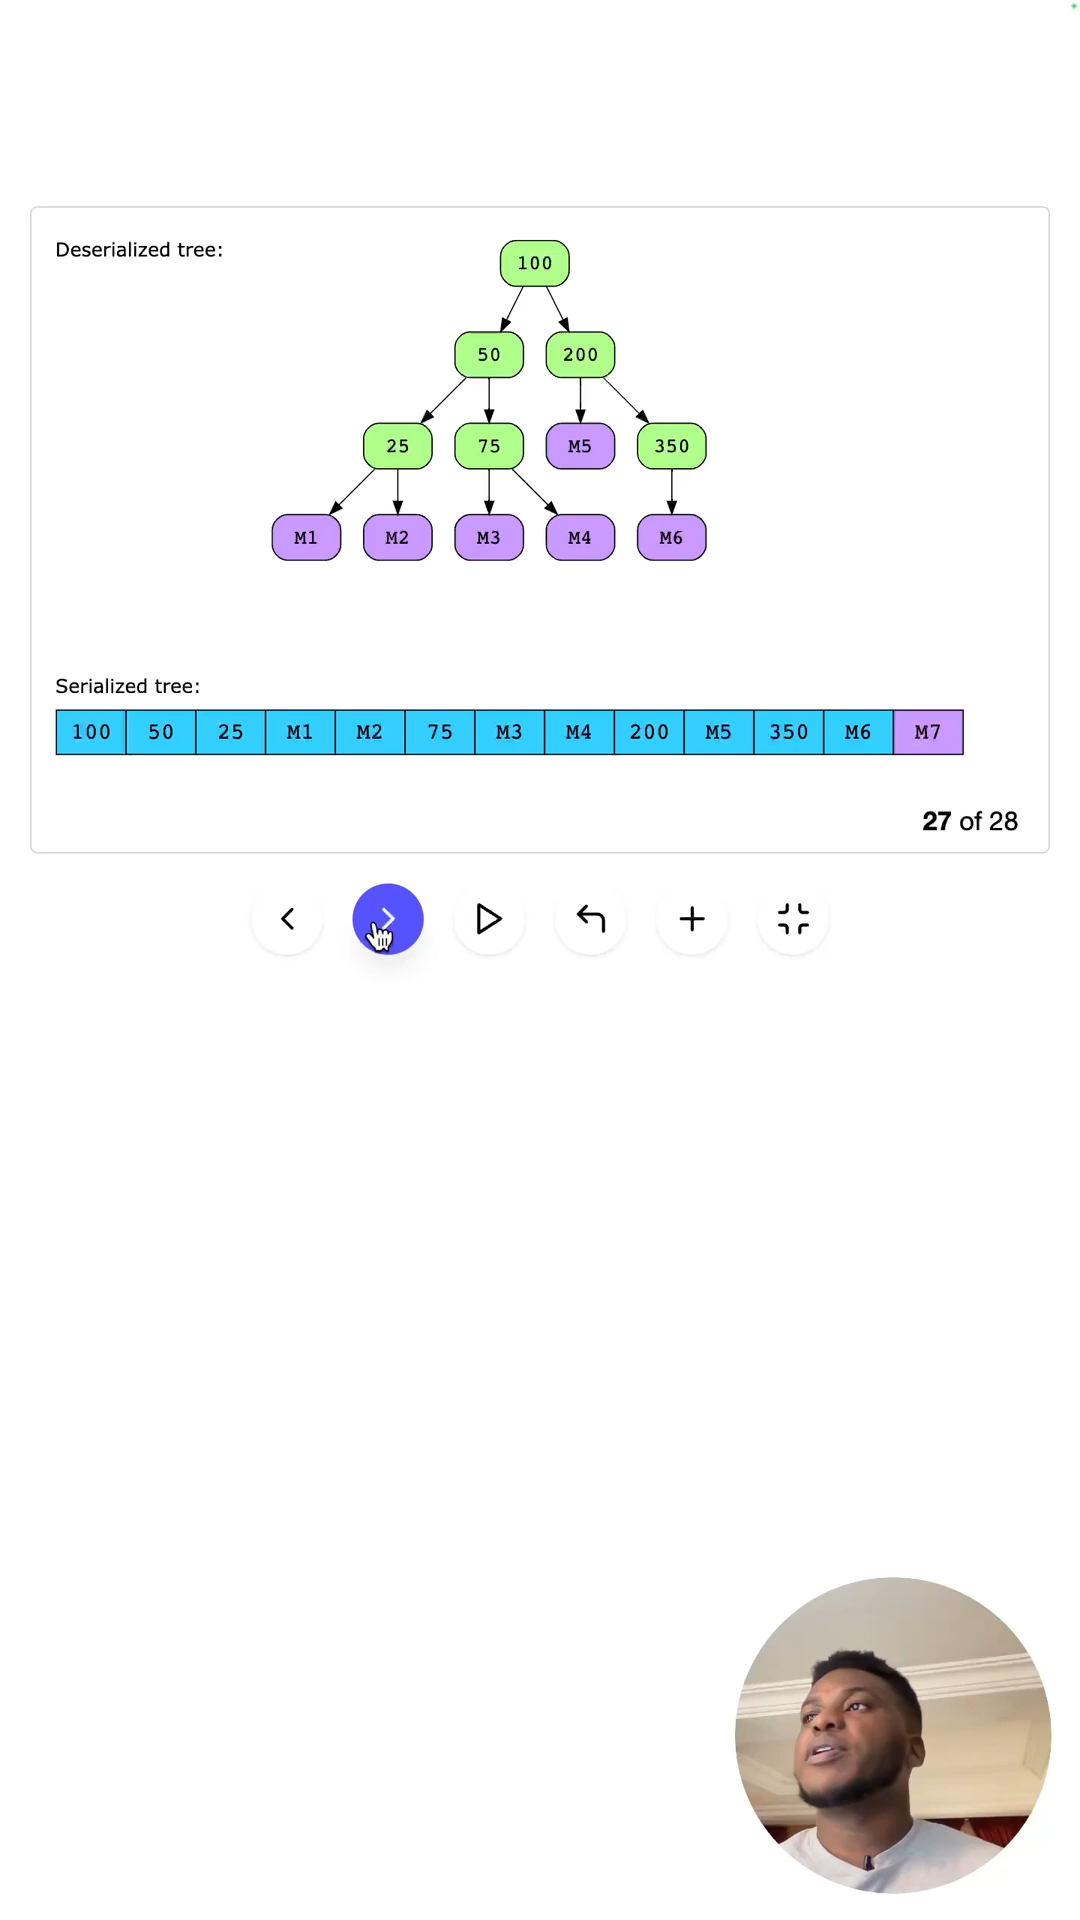 Deserialized tree:
100
50 200
25 75 M5 350
M1 M2 M3 M4 M6
Serialized tree:
100 50 25 M1 M2 75 M3 M4 200 M5 350 M6 M7
27 of 28